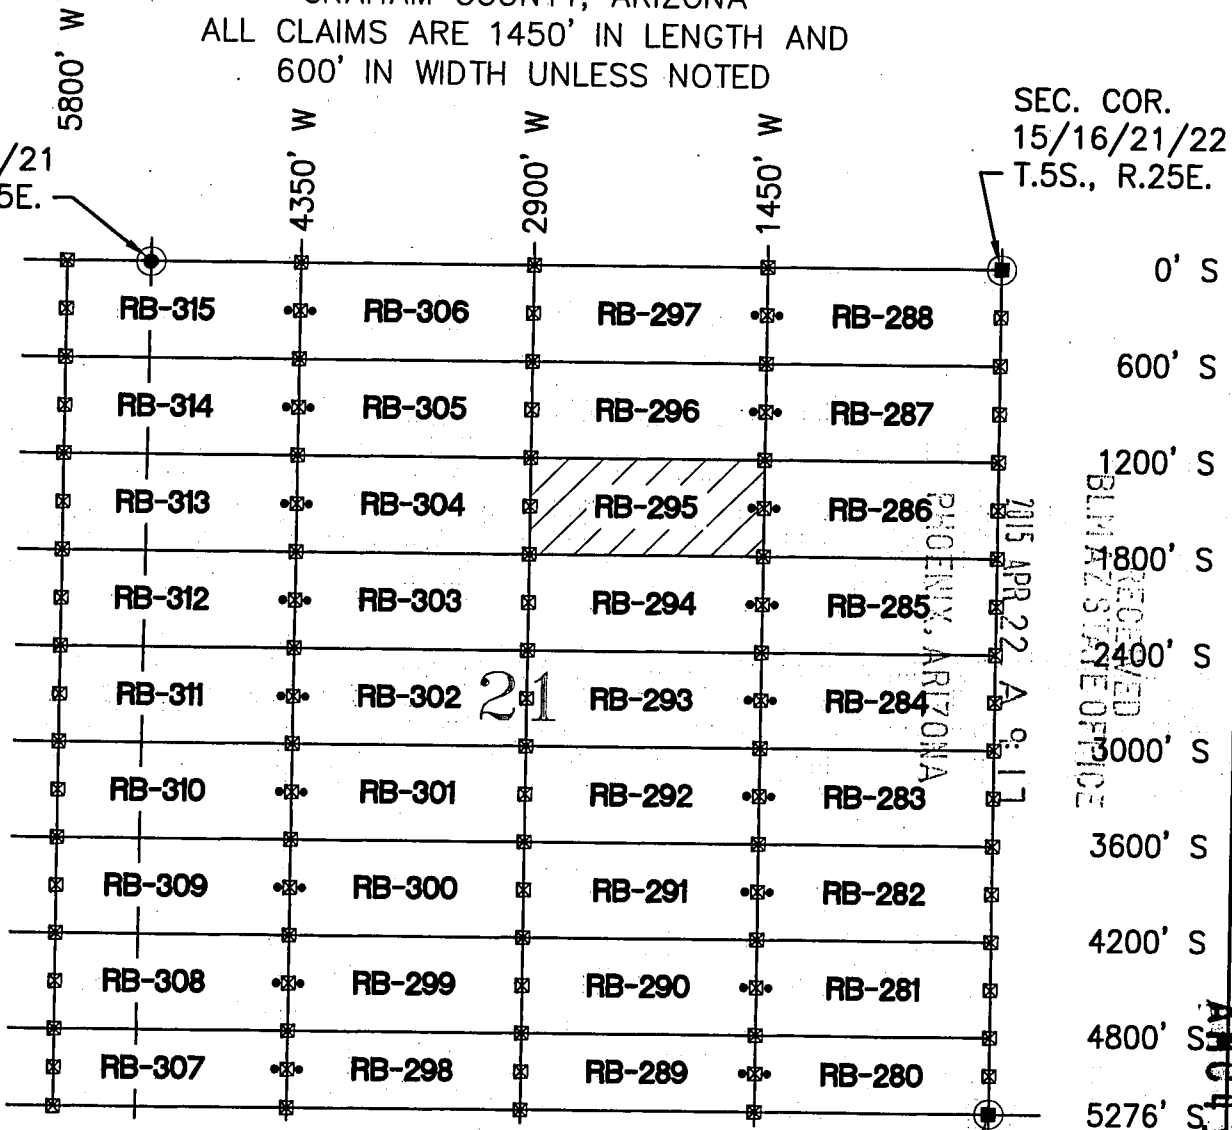 ALL CLAIMS ARE 1450' IN LENGTH AND
600' IN WIDTH UNLESS NOTED
5800' W
4350' W
2900' W
1450' W
SEC. COR.
15/16/21/22
T.5S., R.25E.
/21
5E.
0' S
RB-315 RB-306 RB-297 RB-288
600' S
RB-314 RB-305 RB-296 RB-287
1200' S
RB-313 RB-304 RB-295 RB-286
1800' S
RB-312 RB-303 RB-294 RB-285
2400' S
RB-311 RB-302 21 RB-293 RB-284
3000' S
RB-310 RB-301 RB-292 RB-283
3600' S
RB-309 RB-300 RB-291 RB-282
4200' S
RB-308 RB-299 RB-290 RB-281
4800' S
RB-307 RB-298 RB-289 RB-280
5276' S
RECEIVED
BLM AZ STATE OFFICE
2015 APR 22 A 9:17
PHOENIX, ARIZONA